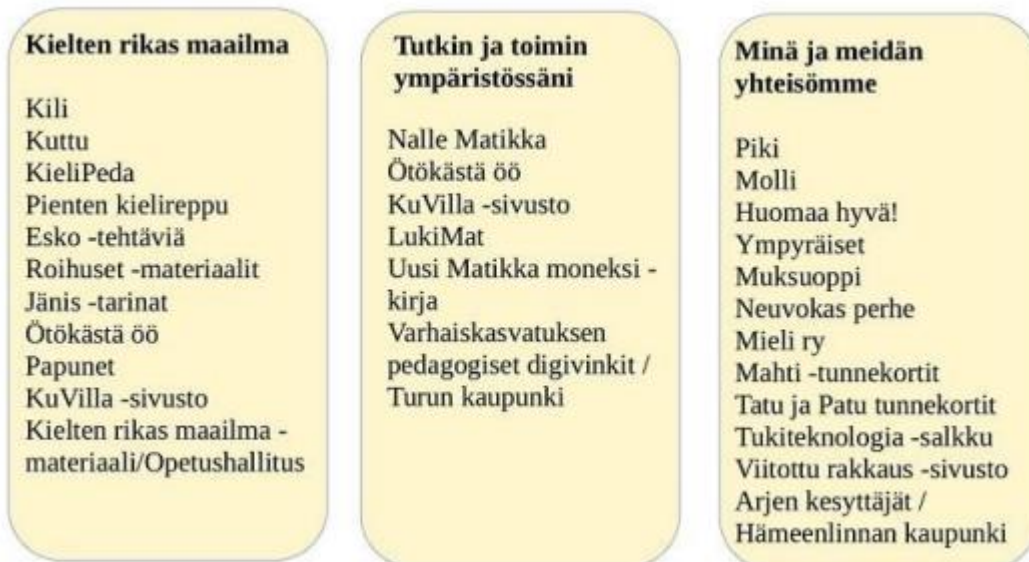 Kielten rikas maailma
Kili
Kuttu
KieliPeda
Pienten kielireppu
Esko -tehtäviä
Roihuset -materiaalit
Jänis -tarinat
Ötökästä öö
Papunet
KuVilla -sivusto
Kielten rikas maailma -
materiaali/Opetushallitus
Tutkin ja toimin
ympäristössäni
Nalle Matikka
Ötökästä öö
KuVilla -sivusto
LukiMat
Uusi Matikka moneksi -
kirja
Varhaiskasvatuksen
pedagogiset digivinkit /
Turun kaupunki
Minä ja meidän
yhteisömme
Piki
Molli
Huomaa hyvä!
Ympyräiset
Muksuoppi
Neuvokas perhe
Mieli ry
Mahti -tunnekortit
Tatu ja Patu tunnekortit
Tukiteknologia -salkku
Viitottu rakkaus -sivusto
Arjen kesyttäjät /
Hämeenlinnan kaupunki